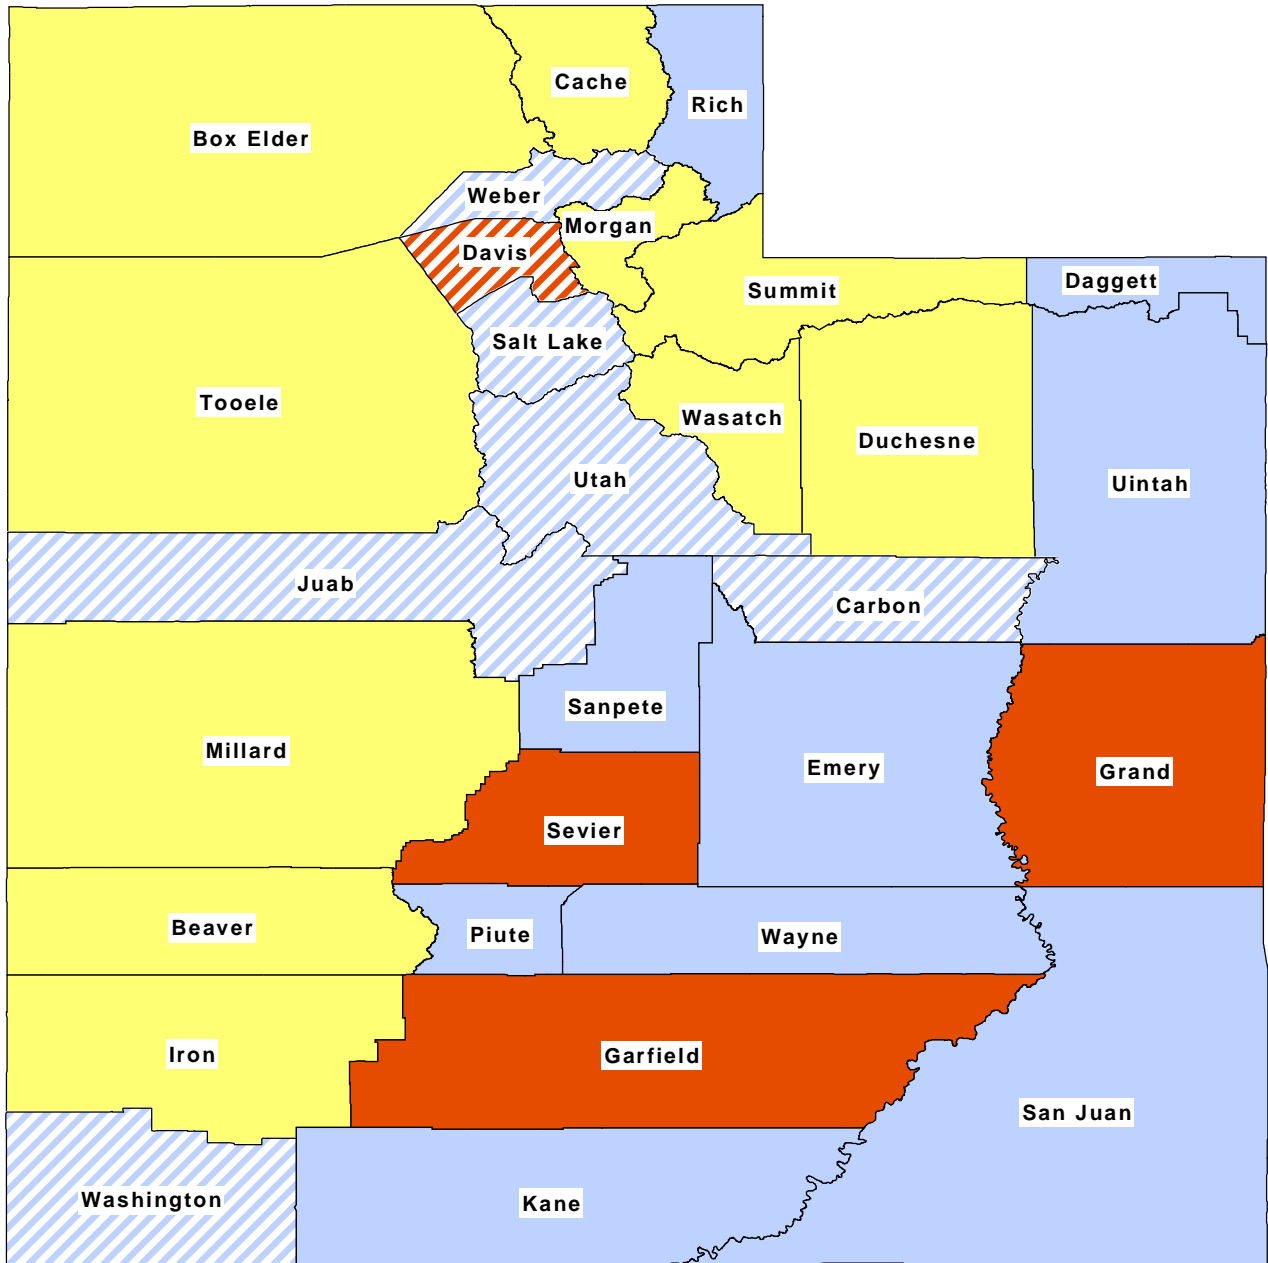 Cache
Rich
Box Elder
Weber
Morgan
Davis
Daggett
Summit
Salt Lake
Tooele
Wasatch
Duchesne
Utah
Uintah
Juab
Carbon
Sanpete
Millard
Emery
Grand
Sevier
Beaver
Piute
Wayne
Iron
Garfield
San Juan
Washington
Kane